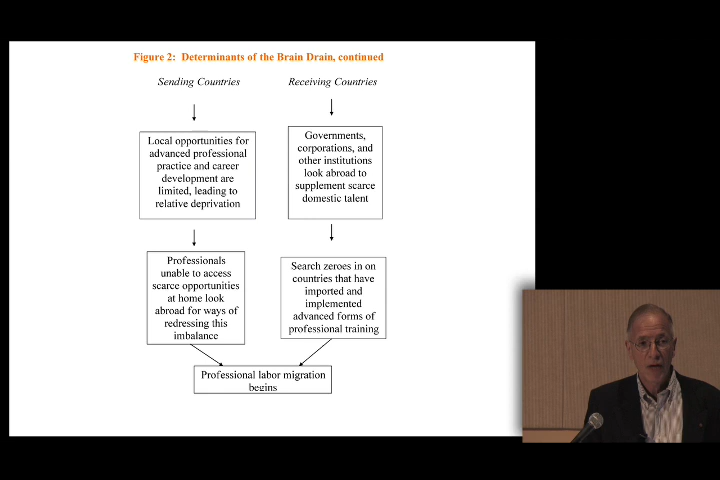 Figure 2: Determinants of the Brain Drain, continued
Sending Countries
Receiving Countries
Local opportunities for
advanced professional
practice and career
development are
limited, leading to
relative deprivation
Governments,
corporations, and
other institutions
look abroad to
supplement scarce
domestic talent
Professionals
unable to access
scarce opportunities
at home look
abroad for ways of
redressing this
imbalance
Search zeroes in on
countries that have
imported and
implemented
advanced forms of
professional training
Professional labor migration
begins